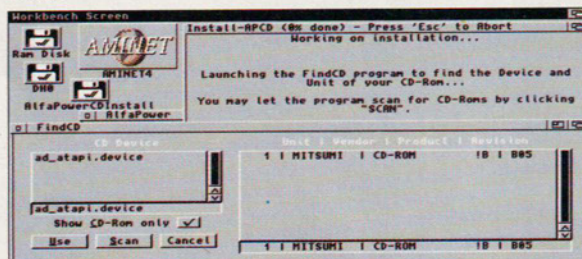 Workbench Screen
Ram Disk
DH0
AMINET
AMINET4
AlfaPowerCDInstall
AlfaPower
Install-APCD (0% done) - Press 'Esc' to Abort
Working on installation...
Launching the FindCD program to find the Device and
Unit of your CD-Rom...
You may let the program scan for CD-Roms by clicking
"SCAN".
FindCD
CD Device
ad_atapi.device
ad_atapi.device
Show CD-Rom only
Use Scan Cancel
Unit | Vendor | Product | Revision
1 | MITSUMI | CD-ROM !B | B05
1 | MITSUMI | CD-ROM !B | B05